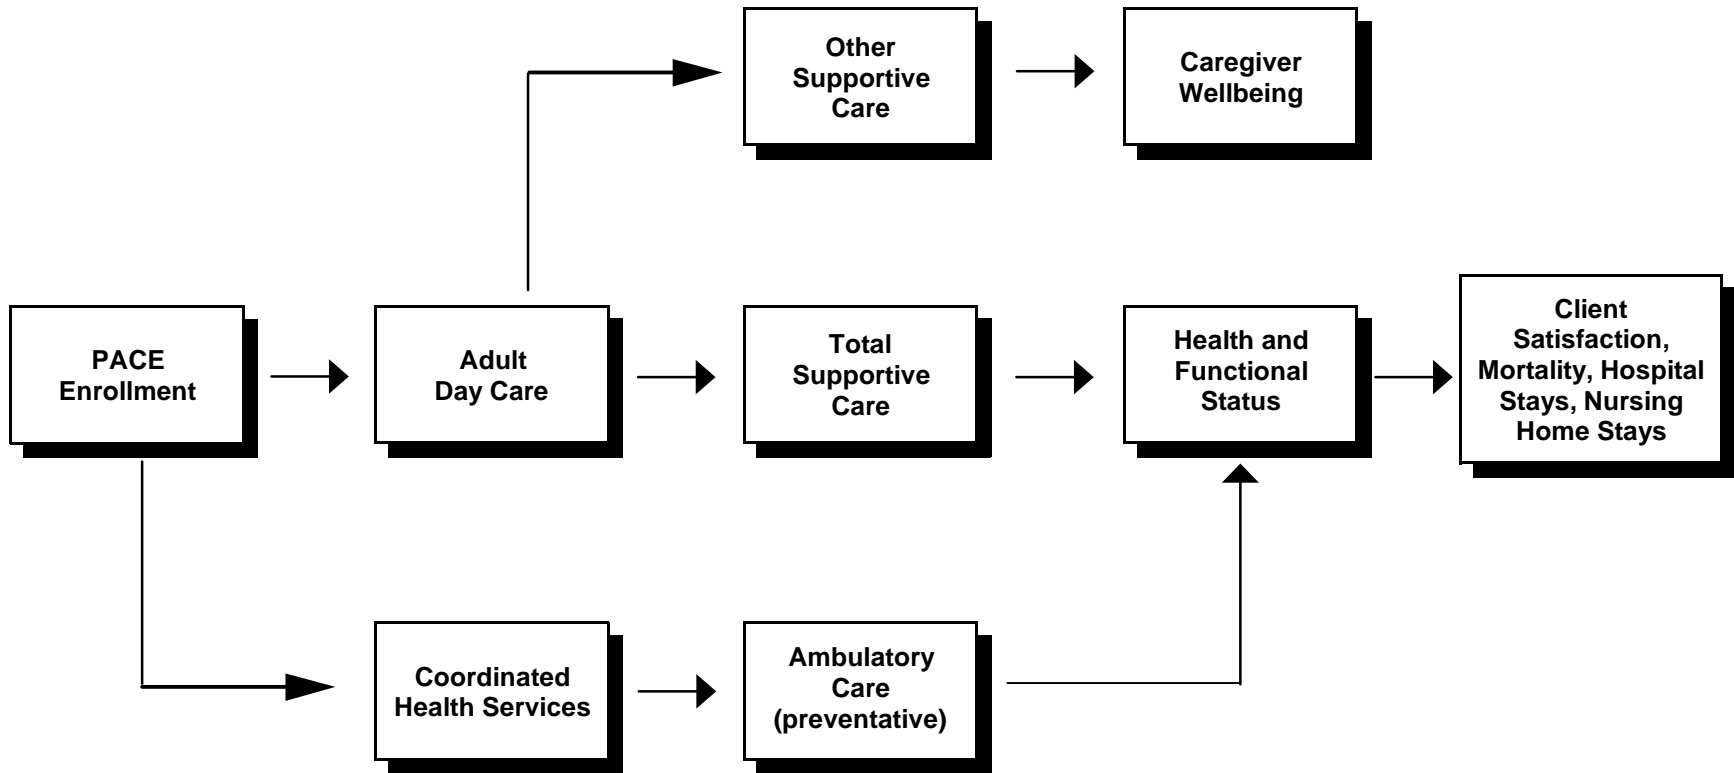 Other
Supportive
Care
Caregiver
Wellbeing
PACE
Enrollment
Adult
Day Care
Total
Supportive
Care
Health and
Functional
Status
Client
Satisfaction,
Mortality, Hospital
Stays, Nursing
Home Stays
Coordinated
Health Services
Ambulatory
Care
(preventative)